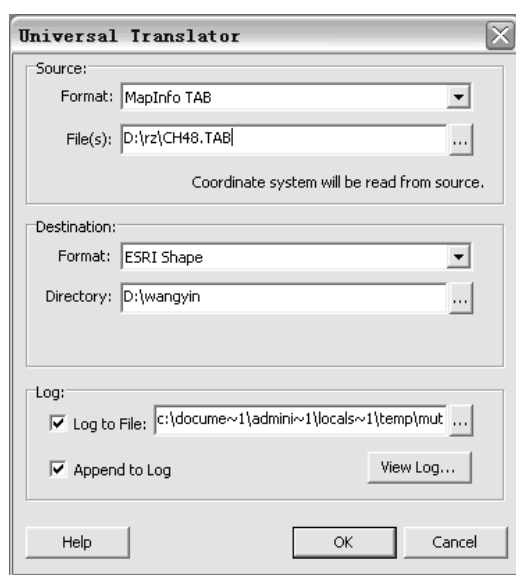 Universal Translator
Source:
Format: MapInfo TAB
File(s): D:\rz\CH48.TAB ...
Coordinate system will be read from source.
Destination:
Format: ESRI Shape
Directory: D:\wangyin ...
Log:
Log to File: c:\docume~1\admini~1\locals~1\temp\mut ...
Append to Log View Log...
Help OK Cancel